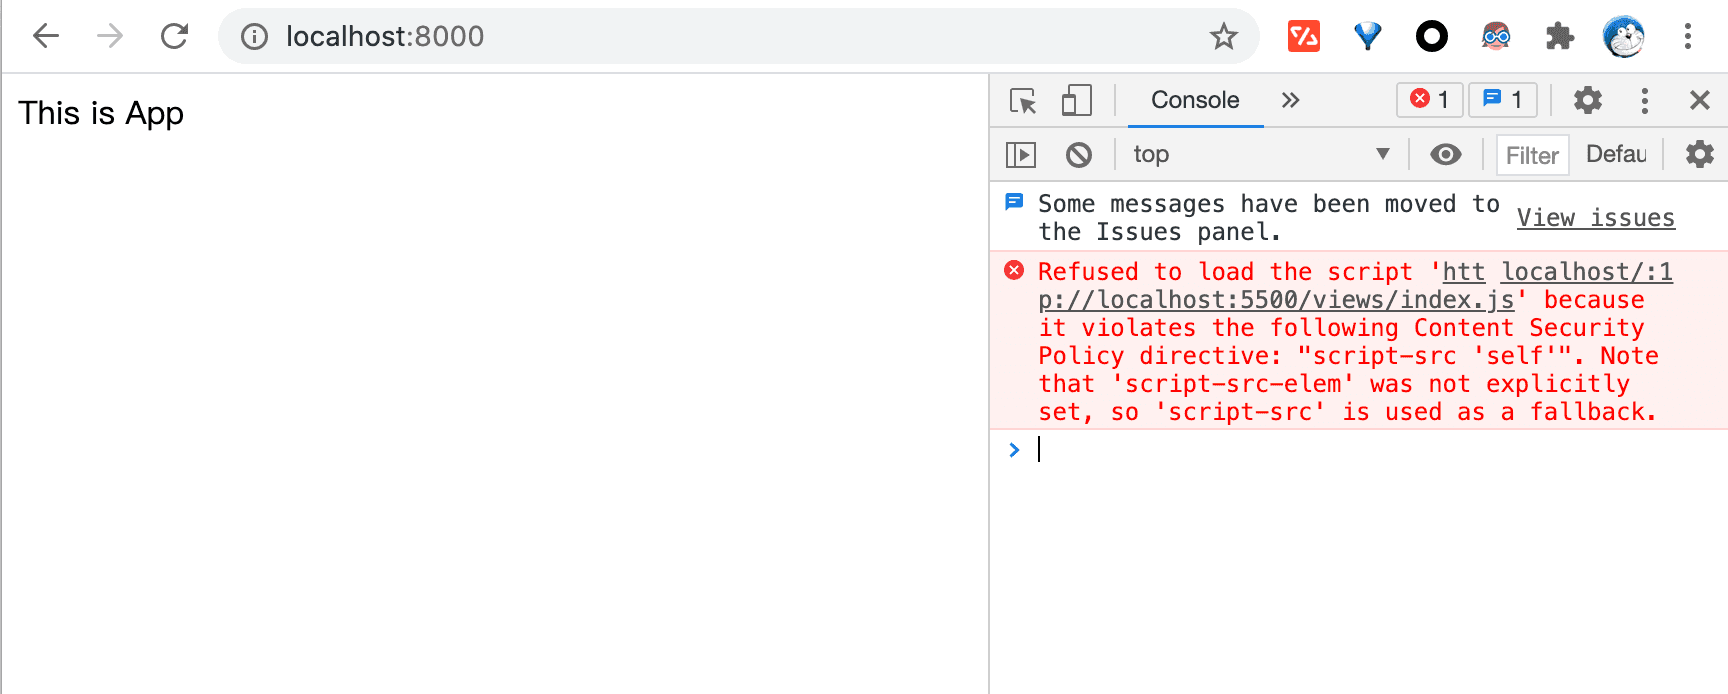 localhost:8000
This is App
Console
1
1
top
Filter
Defau
Some messages have been moved to
the Issues panel.
View issues
Refused to load the script 'htt localhost/:1
p://localhost:5500/views/index.js' because
it violates the following Content Security
Policy directive: "script-src 'self'". Note
that 'script-src-elem' was not explicitly
set, so 'script-src' is used as a fallback.